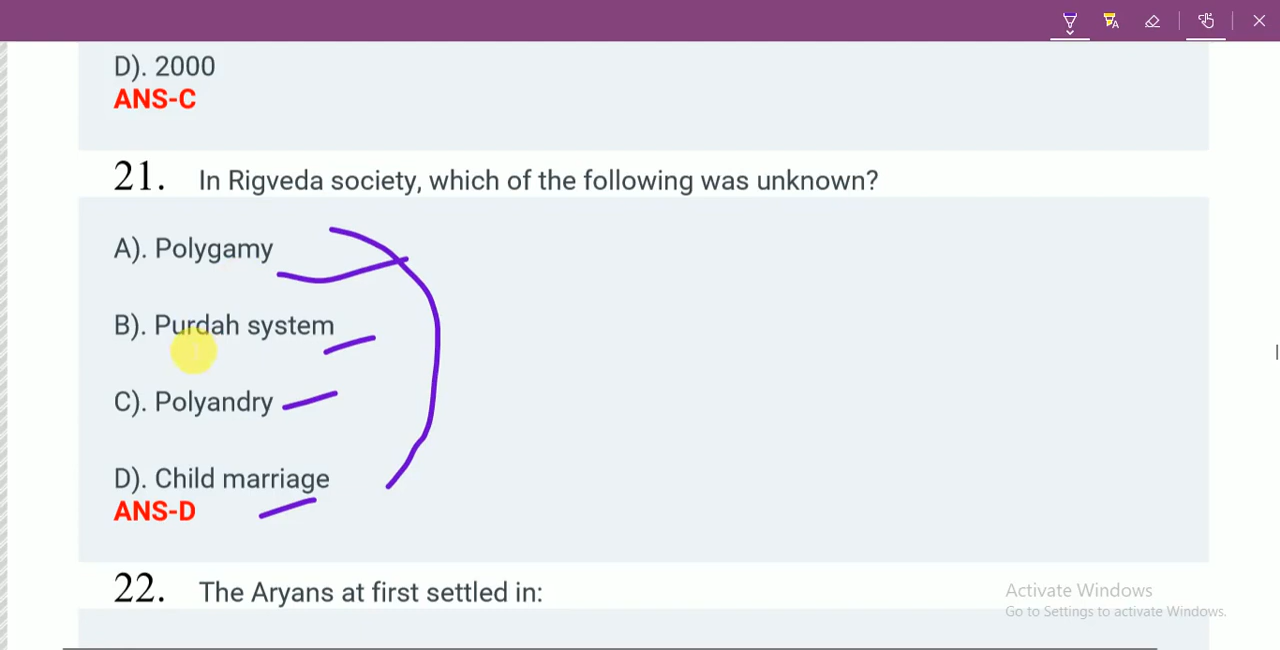 D). 2000
ANS-C
21. In Rigveda society, which of the following was unknown?
A). Polygamy
B). Purdah system
C). Polyandry
D). Child marriage
ANS-D
22. The Aryans at first settled in:
Activate Windows
Go to Settings to activate Windows.